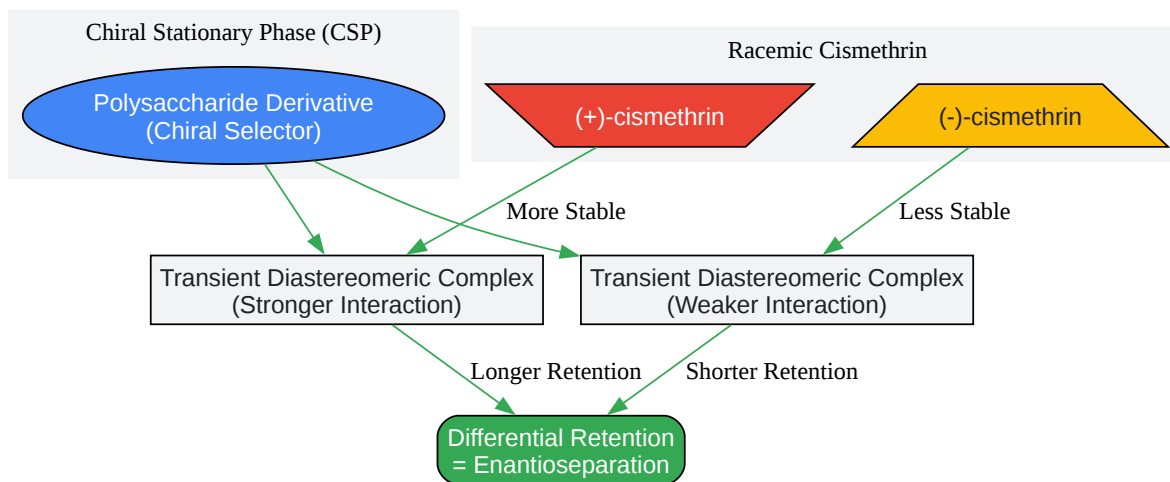 Chiral Stationary Phase (CSP)
Racemic Cismethrin
Polysaccharide Derivative
(Chiral Selector)
(+)-cismethrin
(-)-cismethrin
More Stable
Less Stable
Transient Diastereomeric Complex
(Stronger Interaction)
Transient Diastereomeric Complex
(Weaker Interaction)
Longer Retention
Shorter Retention
Differential Retention
= Enantioseparation